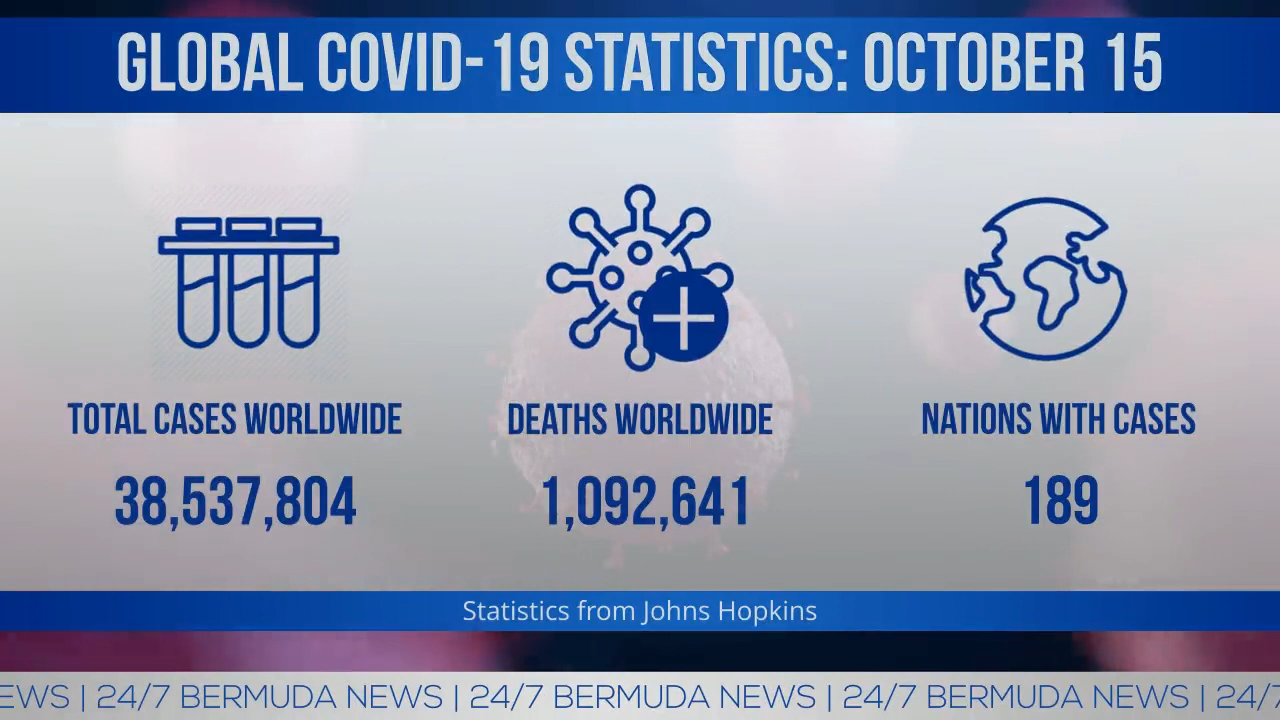 GLOBAL COVID-19 STATISTICS: OCTOBER 15
TOTAL CASES WORLDWIDE
38,537,804
DEATHS WORLDWIDE
1,092,641
NATIONS WITH CASES
189
Statistics from Johns Hopkins
EWS | 24/7 BERMUDA NEWS | 24/7 BERMUDA NEWS | 24/7 BERMUDA NEWS | 24/7